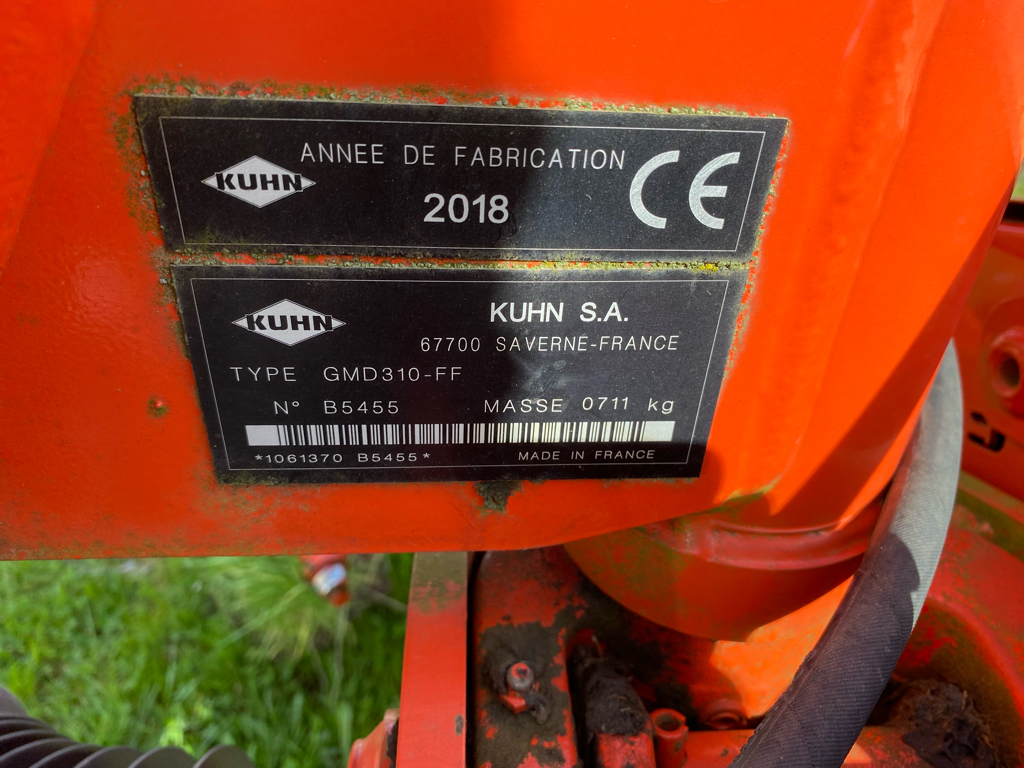 ANNEE DE FABRICATION
KUHN
2018
CE
KUHN
KUHN S.A.
67700 SAVERNE-FRANCE
TYPE GMD310-FF
N° B5455 MASSE 0711 kg
*1061370 B5455*
MADE IN FRANCE